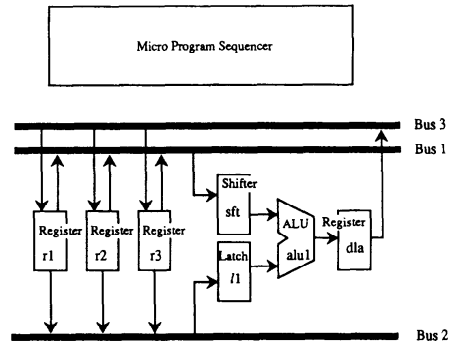 Micro Program Sequencer
Bus 3
Bus 1
Shifter
sft
Register
r1
Register
r2
Register
r3
ALU
alu1
Register
dla
Latch
l1
Bus 2